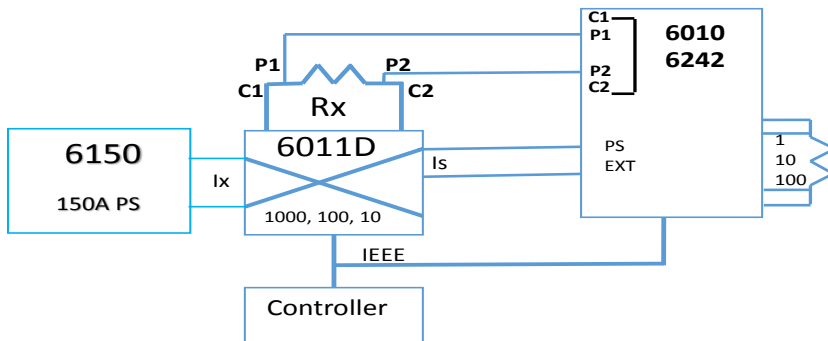 C1
P1
6010
6242
P2
C2
P1
P2
C1
C2
Rx
6150
150A PS
Ix
6011D
Is
1000, 100, 10
PS
EXT
1
10
100
IEEE
Controller